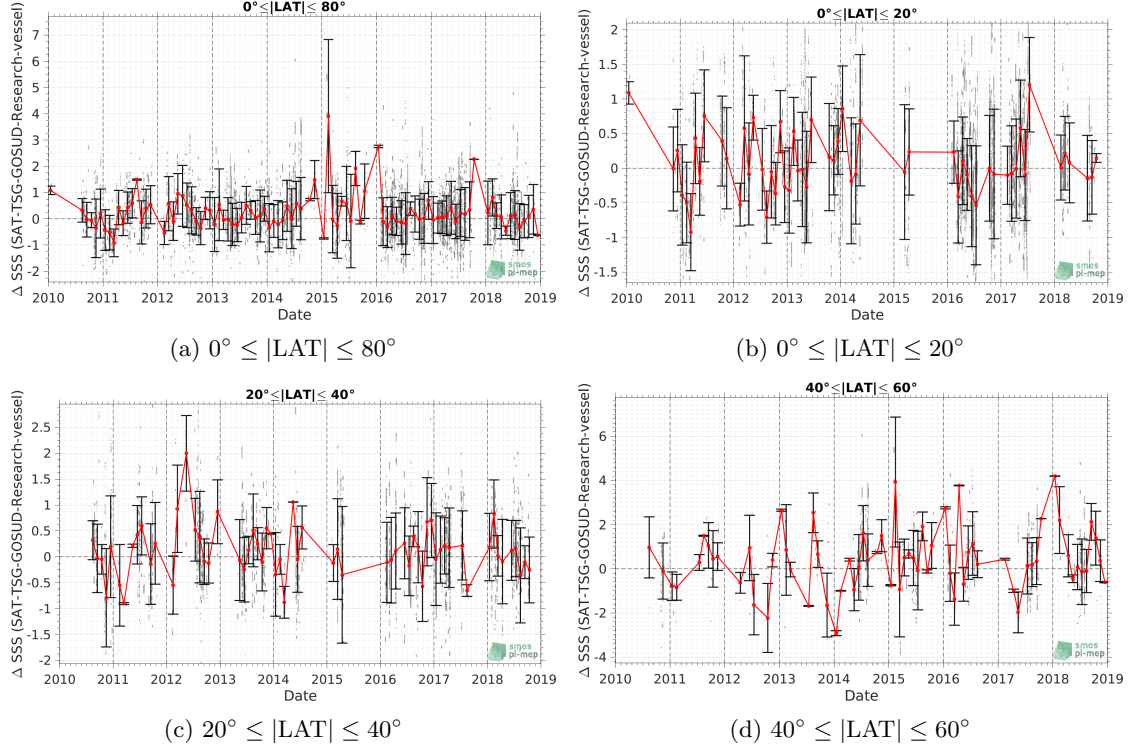 0°≤|LAT|≤ 80°
Δ SSS (SAT-TSG-GOSUD-Research-vessel)
7
6
5
4
3
2
1
0
-1
-2
2010 2011 2012 2013 2014 2015 2016 2017 2018 2019
Date
smos
pi-mep
(a) 0° ≤ |LAT| ≤ 80°
0°≤|LAT|≤ 20°
Δ SSS (SAT-TSG-GOSUD-Research-vessel)
2
1.5
1
0.5
0
-0.5
-1
-1.5
2010 2011 2012 2013 2014 2015 2016 2017 2018 2019
Date
smos
pi-mep
(b) 0° ≤ |LAT| ≤ 20°
20°≤|LAT|≤ 40°
Δ SSS (SAT-TSG-GOSUD-Research-vessel)
2.5
2
1.5
1
0.5
0
-0.5
-1
-1.5
-2
2010 2011 2012 2013 2014 2015 2016 2017 2018 2019
Date
smos
pi-mep
(c) 20° ≤ |LAT| ≤ 40°
40°≤|LAT|≤ 60°
Δ SSS (SAT-TSG-GOSUD-Research-vessel)
6
4
2
0
-2
-4
2010 2011 2012 2013 2014 2015 2016 2017 2018 2019
Date
smos
pi-mep
(d) 40° ≤ |LAT| ≤ 60°